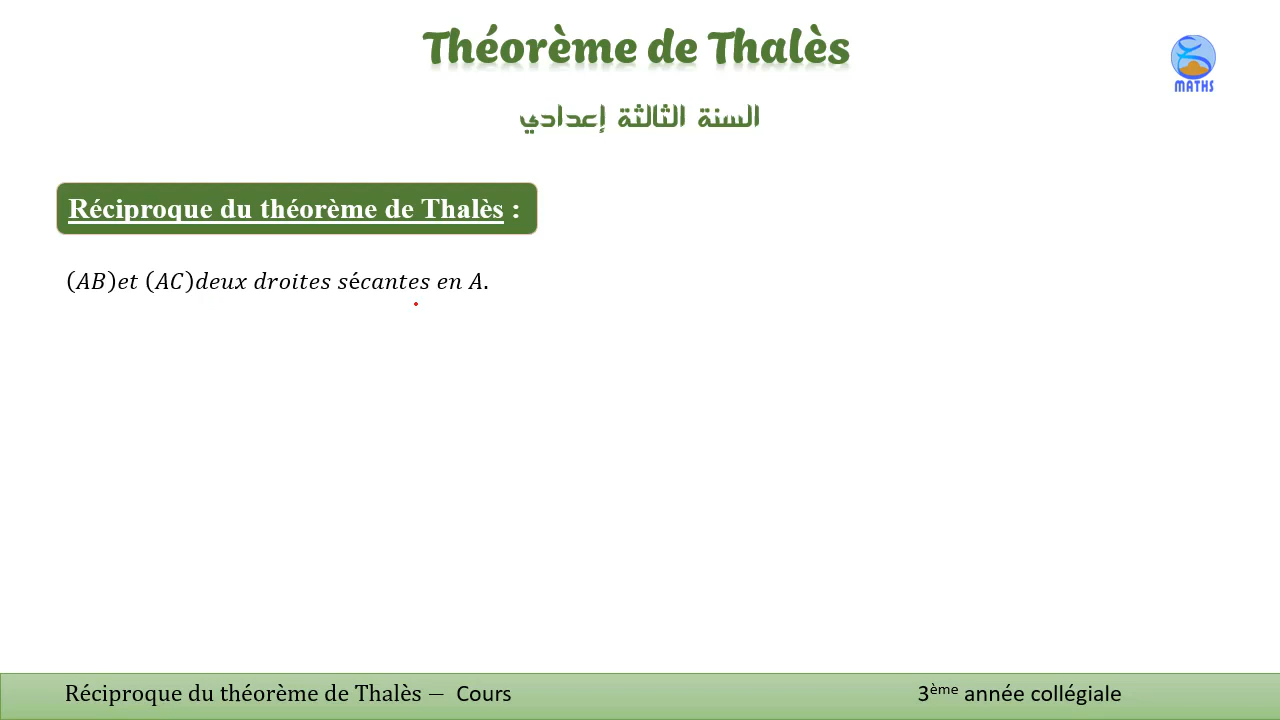 Théorème de Thalès
MATHS
السنة الثالثة إعدادي
Réciproque du théorème de Thalès :
(AB)et (AC)deux droites sécantes en A.
Réciproque du théorème de Thalès − Cours
3ème année collégiale